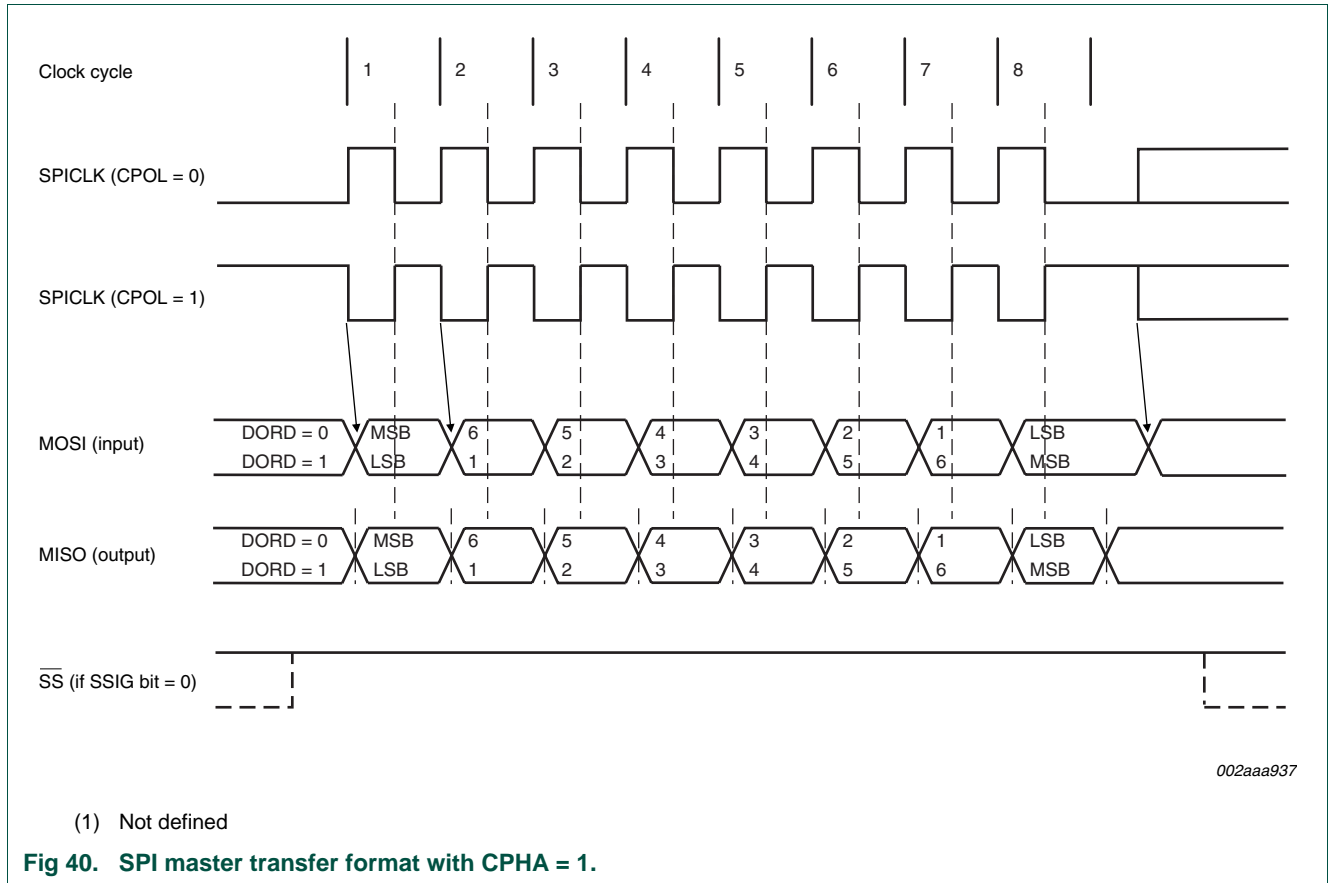 Clock cycle 1 2 3 4 5 6 7 8
SPICLK (CPOL = 0)
SPICLK (CPOL = 1)
DORD = 0 MSB 6 5 4 3 2 1 LSB
MOSI (input)
DORD = 1 LSB 1 2 3 4 5 6 MSB
DORD = 0 MSB 6 5 4 3 2 1 LSB
MISO (output)
DORD = 1 LSB 1 2 3 4 5 6 MSB
SS (if SSIG bit = 0)
002aaa937
(1) Not defined
Fig 40. SPI master transfer format with CPHA = 1.